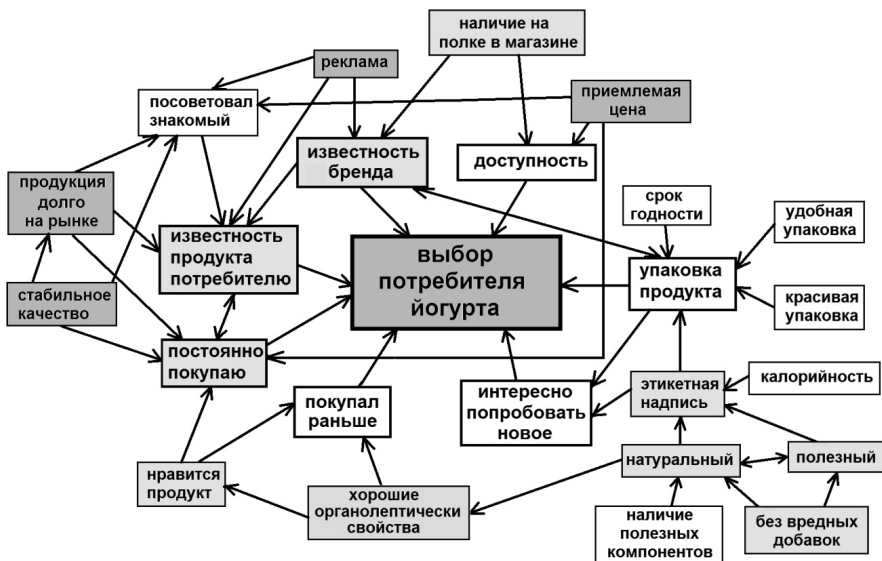 наличие на
полке в магазине
реклама
посоветовал
знакомый
приемлемая
цена
известность
бренда
доступность
продукция
долго
на рынке
срок
годности
удобная
упаковка
известность
продукта
потребителю
выбор
потребителя
йогурта
упаковка
продукта
стабильное
качество
красивая
упаковка
постоянно
покупаю
покупал
раньше
интересно
попробовать
новое
этикетная
надпись
калорийность
нравится
продукт
натуральный
полезный
хорошие
органолептически
свойства
наличие
полезных
компонентов
без вредных
добавок